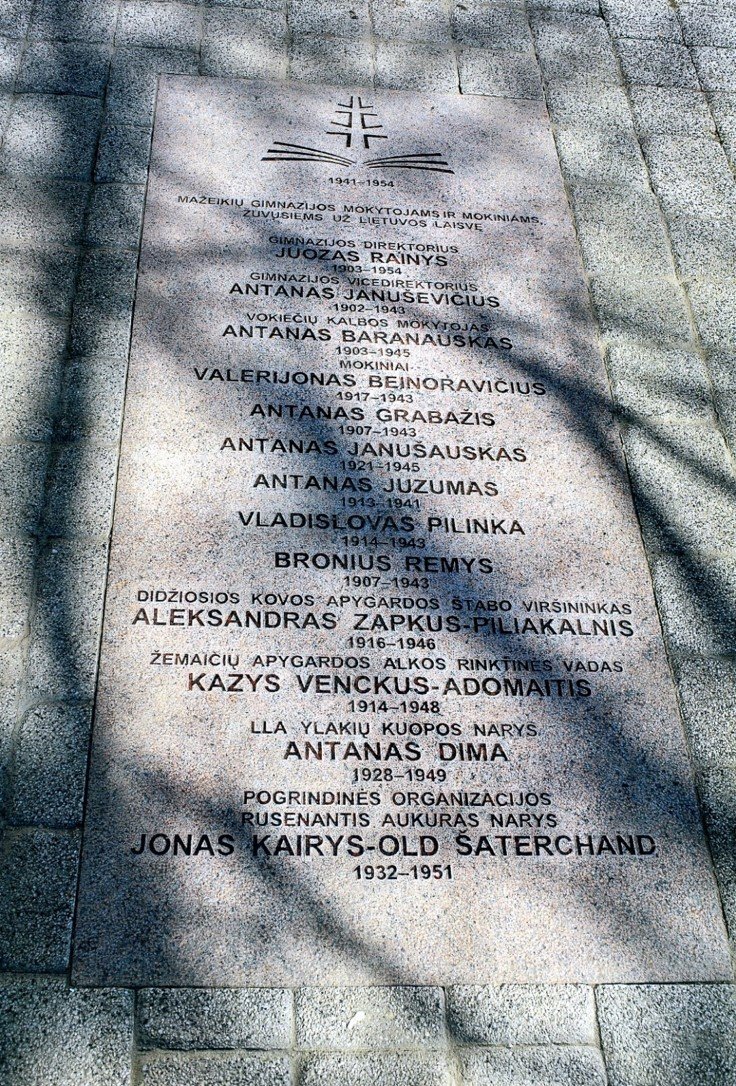 1941–1954
MAŽEIKIŲ GIMNAZIJOS MOKYTOJAMS IR MOKINIAMS,
ŽUVUSIEMS UŽ LIETUVOS LAISVĘ
GIMNAZIJOS DIREKTORIUS
JUOZAS RAINYS
1903–1954
GIMNAZIJOS VICEDIREKTORIUS
ANTANAS JANUŠEVIČIUS
1902–1943
VOKIEČIŲ KALBOS MOKYTOJAS
ANTANAS BARANAUSKAS
1903–1945
MOKINIAI
VALERIJONAS BEINORAVIČIUS
1917–1943
ANTANAS GRABAŽIS
1907–1943
ANTANAS JANUŠAUSKAS
1921–1945
ANTANAS JUZUMAS
1913–1941
VLADISLOVAS PILINKA
1914–1943
BRONIUS REMYS
1907–1943
DIDŽIOSIOS KOVOS APYGARDOS ŠTABO VIRŠININKAS
ALEKSANDRAS ZAPKUS-PILIAKALNIS
1916–1946
ŽEMAIČIŲ APYGARDOS ALKOS RINKTINĖS VADAS
KAZYS VENCKUS-ADOMAITIS
1914–1948
LLA YLAKIŲ KUOPOS NARYS
ANTANAS DIMA
1928–1949
POGRINDINĖS ORGANIZACIJOS
RUSENANTIS AUKURAS NARYS
JONAS KAIRYS-OLD ŠATERCHAND
1932–1951